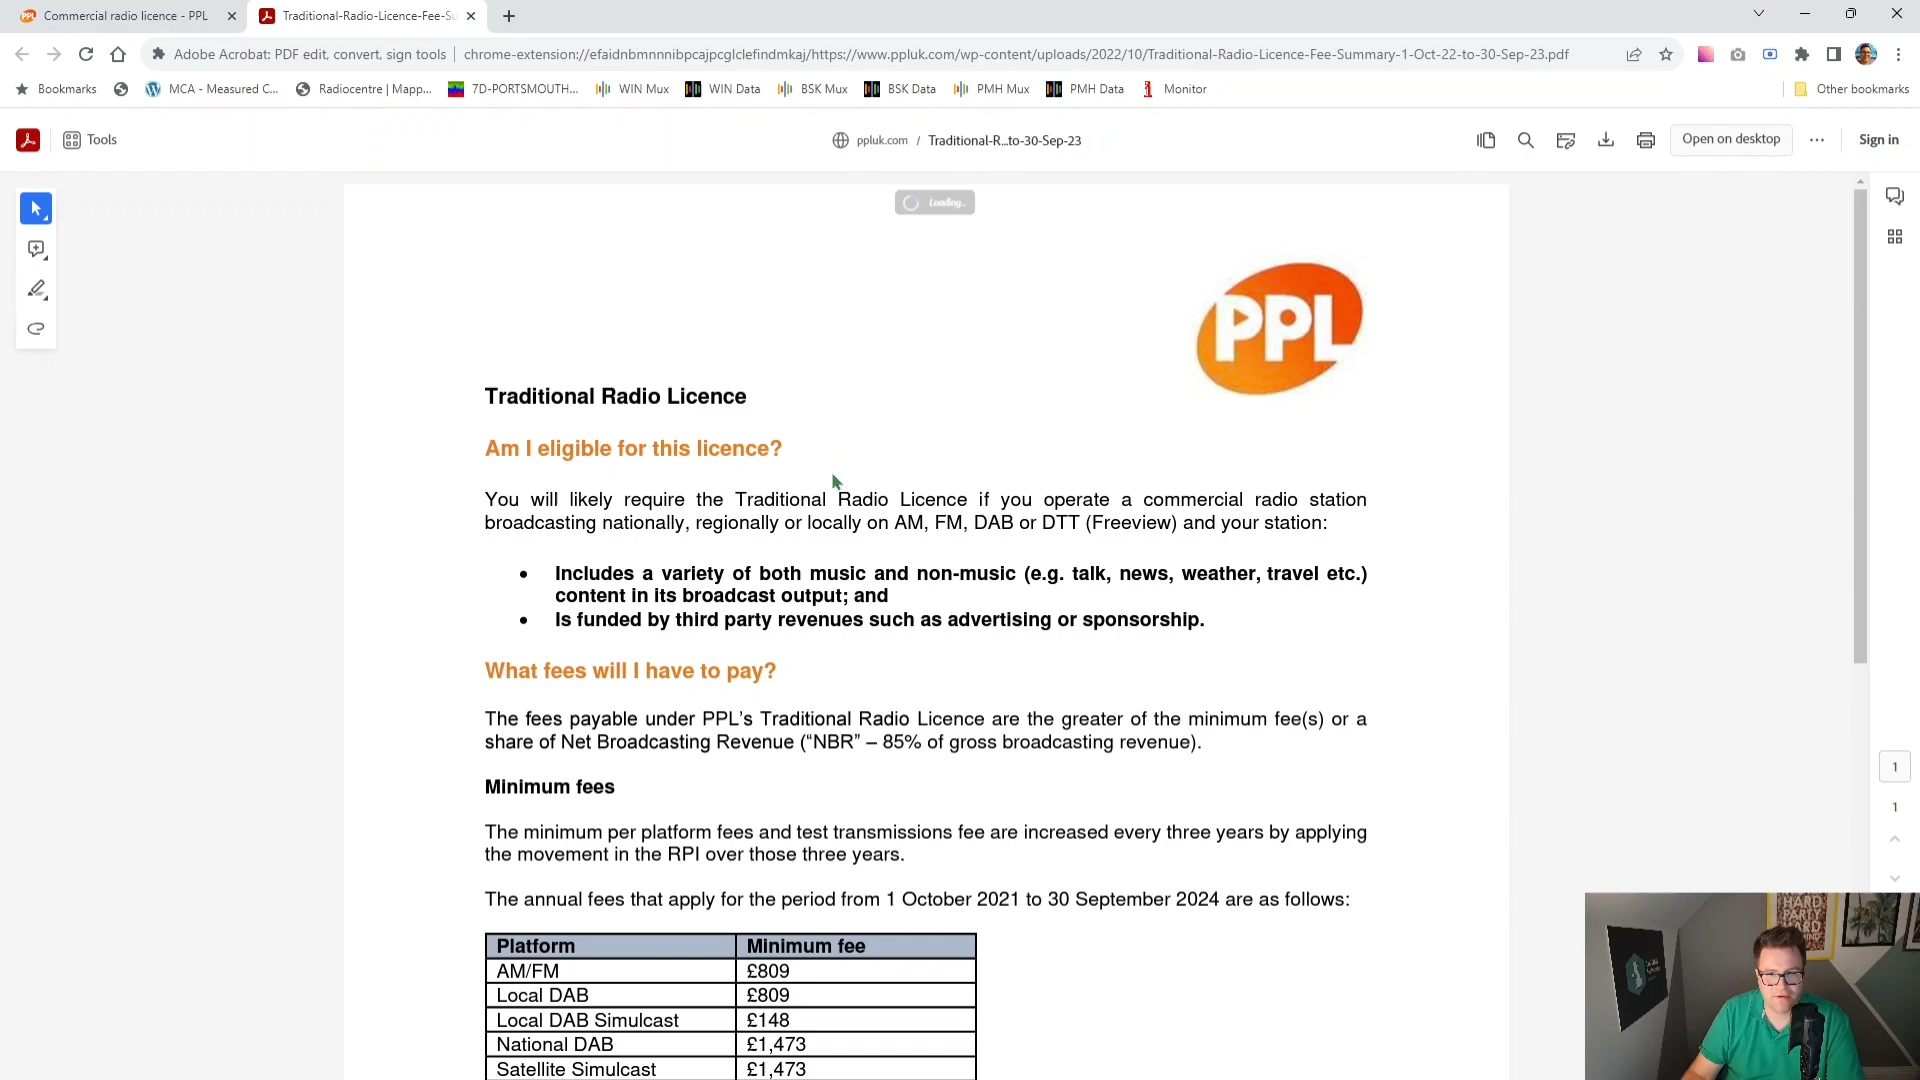 Commercial radio licence - PPL
Traditional-Radio-Licence-Fee-Su
Adobe Acrobat: PDF edit, convert, sign tools
chrome-extension://efaidnbmnnnibpcajpcglclefindmkaj/https://www.ppluk.com/wp-content/uploads/2022/10/Traditional-Radio-Licence-Fee-Summary-1-Oct-22-to-30-Sep-23.pdf
Bookmarks
MCA - Measured C...
Radiocentre | Mapp...
7D-PORTSMOUTH...
WIN Mux
WIN Data
BSK Mux
BSK Data
PMH Mux
PMH Data
Monitor
Other bookmarks
Tools
ppluk.com / Traditional-R...to-30-Sep-23
Open on desktop
Sign in
Loading..
PPL
Traditional Radio Licence
Am I eligible for this licence?
You will likely require the Traditional Radio Licence if you operate a commercial radio station
broadcasting nationally, regionally or locally on AM, FM, DAB or DTT (Freeview) and your station:
• Includes a variety of both music and non-music (e.g. talk, news, weather, travel etc.)
content in its broadcast output; and
• Is funded by third party revenues such as advertising or sponsorship.
What fees will I have to pay?
The fees payable under PPL's Traditional Radio Licence are the greater of the minimum fee(s) or a
share of Net Broadcasting Revenue (“NBR” – 85% of gross broadcasting revenue).
Minimum fees
The minimum per platform fees and test transmissions fee are increased every three years by applying
the movement in the RPI over those three years.
The annual fees that apply for the period from 1 October 2021 to 30 September 2024 are as follows:
Platform Minimum fee
AM/FM £809
Local DAB £809
Local DAB Simulcast £148
National DAB £1,473
Satellite Simulcast £1,473
1
1
HARD
PARTY
HARD